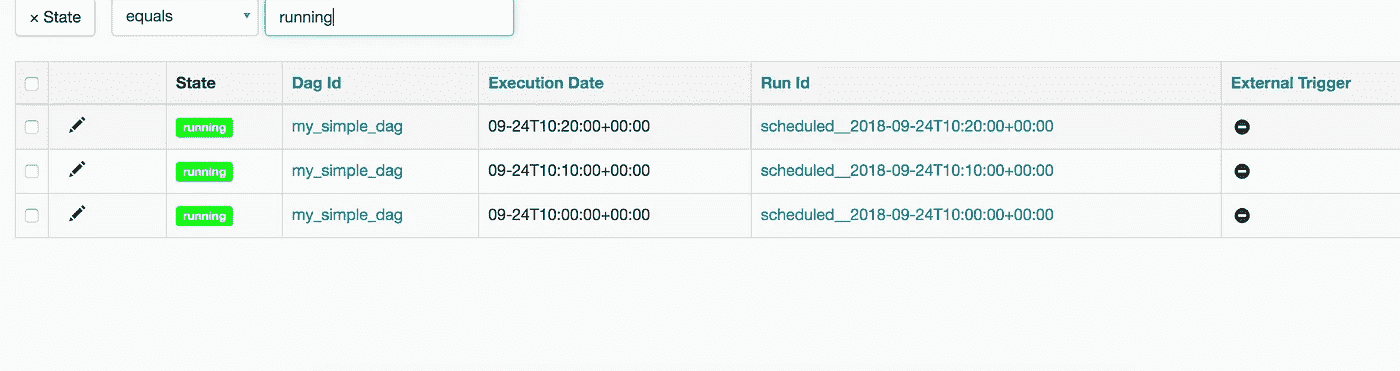 × State equals running
State Dag Id Execution Date Run Id External Trigger
running my_simple_dag 09-24T10:20:00+00:00 scheduled__2018-09-24T10:20:00+00:00
running my_simple_dag 09-24T10:10:00+00:00 scheduled__2018-09-24T10:10:00+00:00
running my_simple_dag 09-24T10:00:00+00:00 scheduled__2018-09-24T10:00:00+00:00